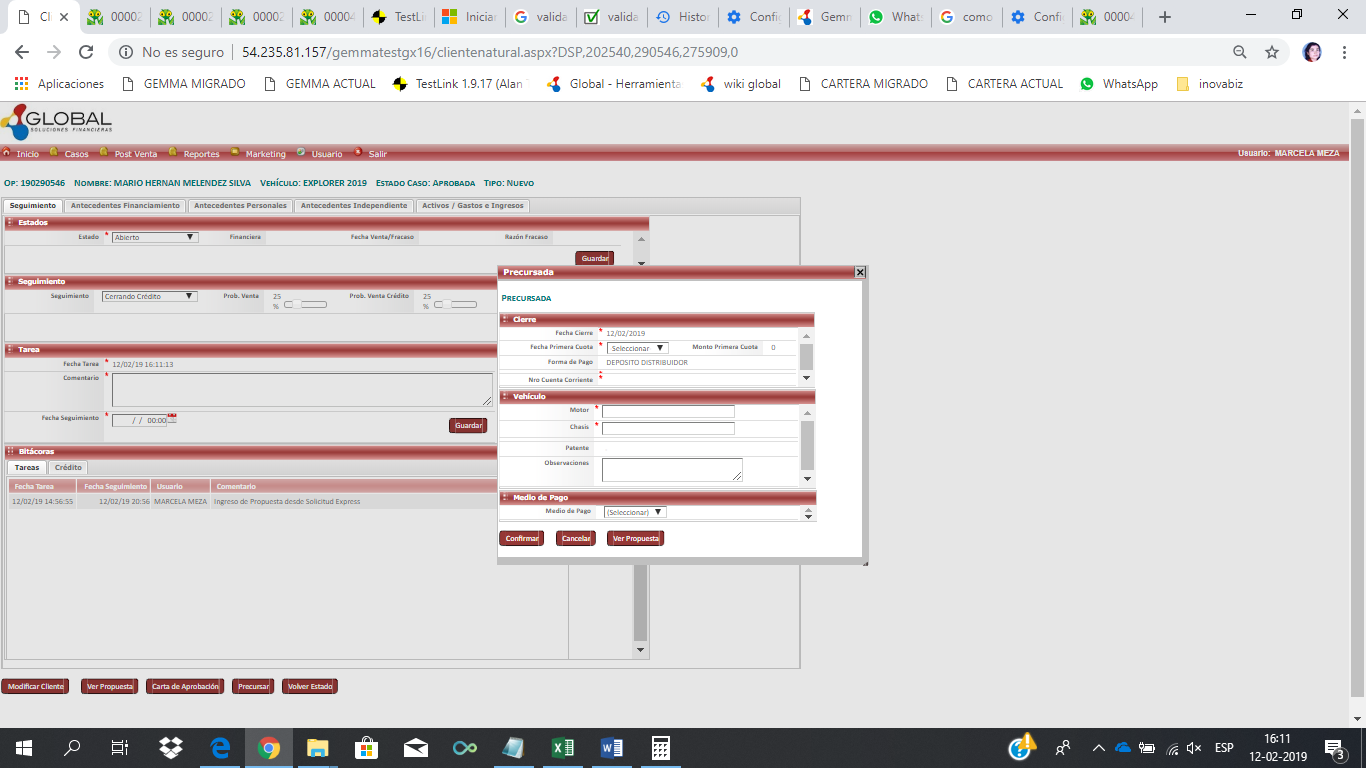 Cl
00002
00002
00002
00004
TestLi
Iniciar
valida
valida
Histor
Config
Gemm
Whats
como
Confi
00004
No es seguro | 54.235.81.157/gemmatestgx16/clientenatural.aspx?DSP,202540,290546,275909,0
Aplicaciones GEMMA MIGRADO GEMMA ACTUAL TestLink 1.9.17 (Alan Global - Herramienta wiki global CARTERA MIGRADO CARTERA ACTUAL WhatsApp inovabiz
GLOBAL
SOLUCIONES FINANCIERAS
Inicio Casos Post Venta Reportes Marketing Usuario Salir Usuario: MARCELA MEZA
OP: 190290546 NOMBRE: MARIO HERNAN MELENDEZ SILVA VEHÍCULO: EXPLORER 2019 ESTADO CASO: APROBADA TIPO: NUEVO
Seguimiento Antecedentes Financiamiento Antecedentes Personales Antecedentes Independiente Activos / Gastos e Ingresos
Estados
Estado * Abierto Financiera Fecha Venta/Fracaso Razón Fracaso
Guardar
Seguimiento
Seguimiento Cerrando Crédito Prob. Venta 25 % Prob. Venta Crédito 25 %
Tarea
Fecha Tarea * 12/02/19 16:11:13
Comentario *
Fecha Seguimiento * / / 00:00
Guardar
Bitácoras
Tareas Crédito
Fecha Tarea Fecha Seguimiento Usuario Comentario
12/02/19 14:56:55 12/02/19 20:56 MARCELA MEZA Ingreso de Propuesta desde Solicitud Express
Precursada
PRECURSADA
Cierre
Fecha Cierre * 12/02/2019
Fecha Primera Cuota * Seleccionar Monto Primera Cuota 0
Forma de Pago DEPOSITO DISTRIBUIDOR
Nro Cuenta Corriente *
Vehículo
Motor *
Chasis *
Patente
Observaciones
Medio de Pago
Medio de Pago (Seleccionar)
Confirmar Cancelar Ver Propuesta
Modificar Cliente Ver Propuesta Carta de Aprobación Precursar Volver Estado
ESP
16:11
12-02-2019
3